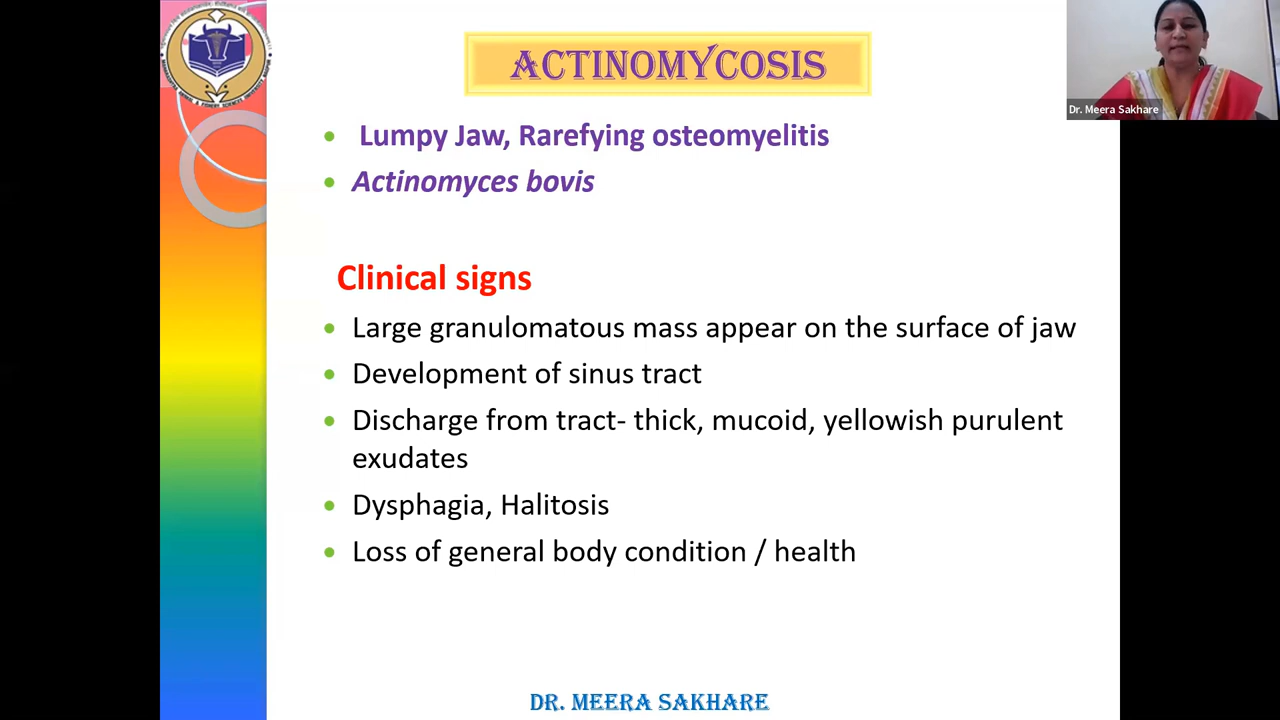 ACTINOMYCOSIS
Dr. Meera Sakhare
• Lumpy Jaw, Rarefying osteomyelitis
• Actinomyces bovis
Clinical signs
• Large granulomatous mass appear on the surface of jaw
• Development of sinus tract
• Discharge from tract- thick, mucoid, yellowish purulent
exudates
• Dysphagia, Halitosis
• Loss of general body condition / health
DR. MEERA SAKHARE